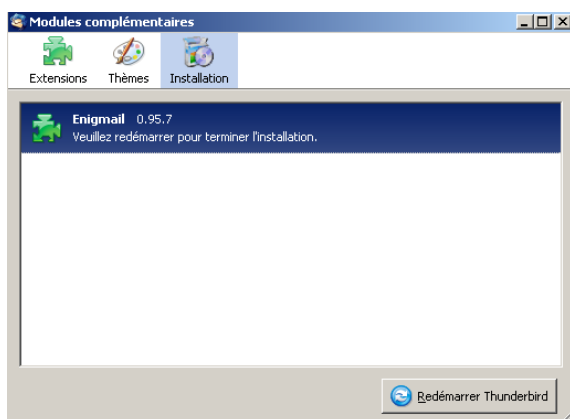 Modules complémentaires
Extensions Thèmes Installation
Enigmail 0.95.7
Veuillez redémarrer pour terminer l'installation.
Redémarrer Thunderbird